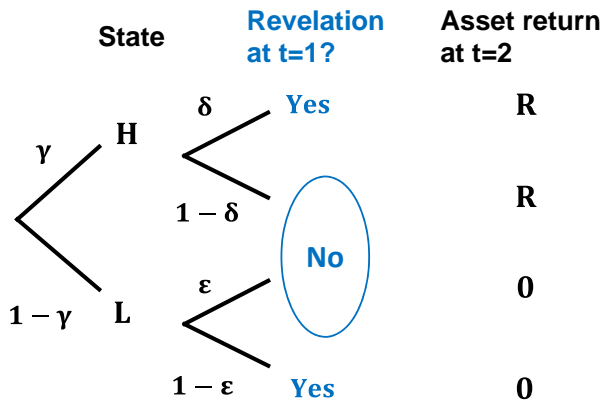 State
Revelation at t=1?
Asset return at t=2
γ
H
δ
Yes
R
1 − δ
R
No
1 − γ
L
ε
0
1 − ε
Yes
0